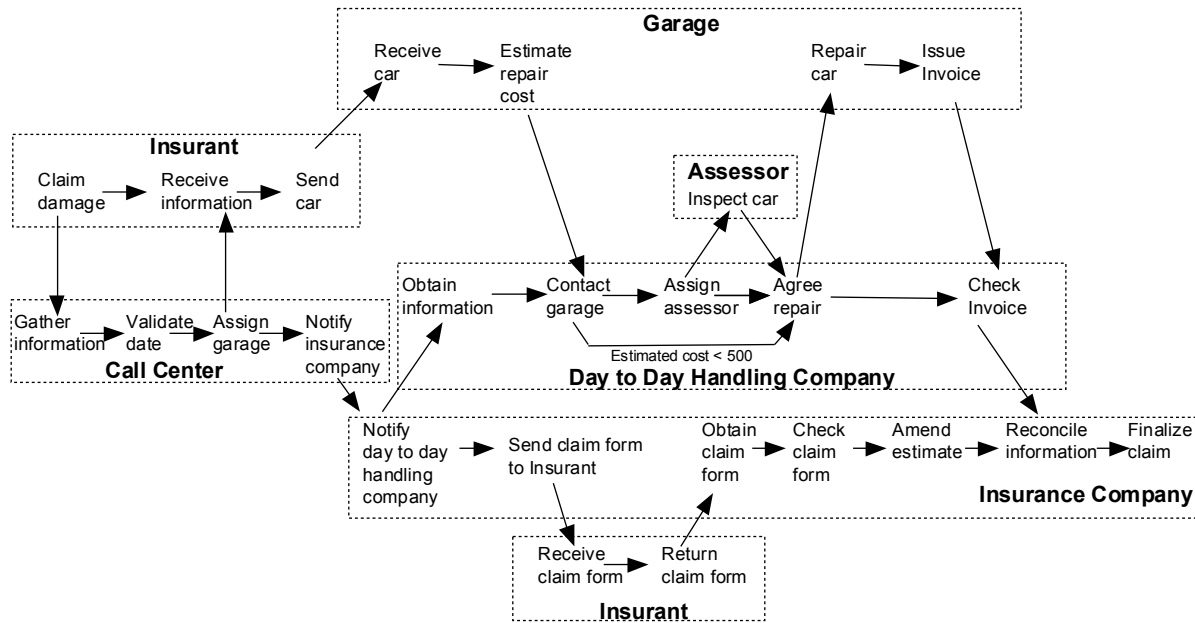 Garage
Receive
car
Estimate
repair
cost
Repair
car
Issue
Invoice
Insurant
Claim
damage
Receive
information
Send
car
Assessor
Inspect car
Obtain
information
Contact
garage
Assign
assessor
Agree
repair
Check
Invoice
Estimated cost < 500
Day to Day Handling Company
Gather
information
Validate
date
Assign
garage
Notify
insurance
company
Call Center
Notify
day to day
handling
company
Send claim form
to Insurant
Obtain
claim
form
Check
claim
form
Amend
estimate
Reconcile
information
Finalize
claim
Insurance Company
Receive
claim form
Return
claim form
Insurant